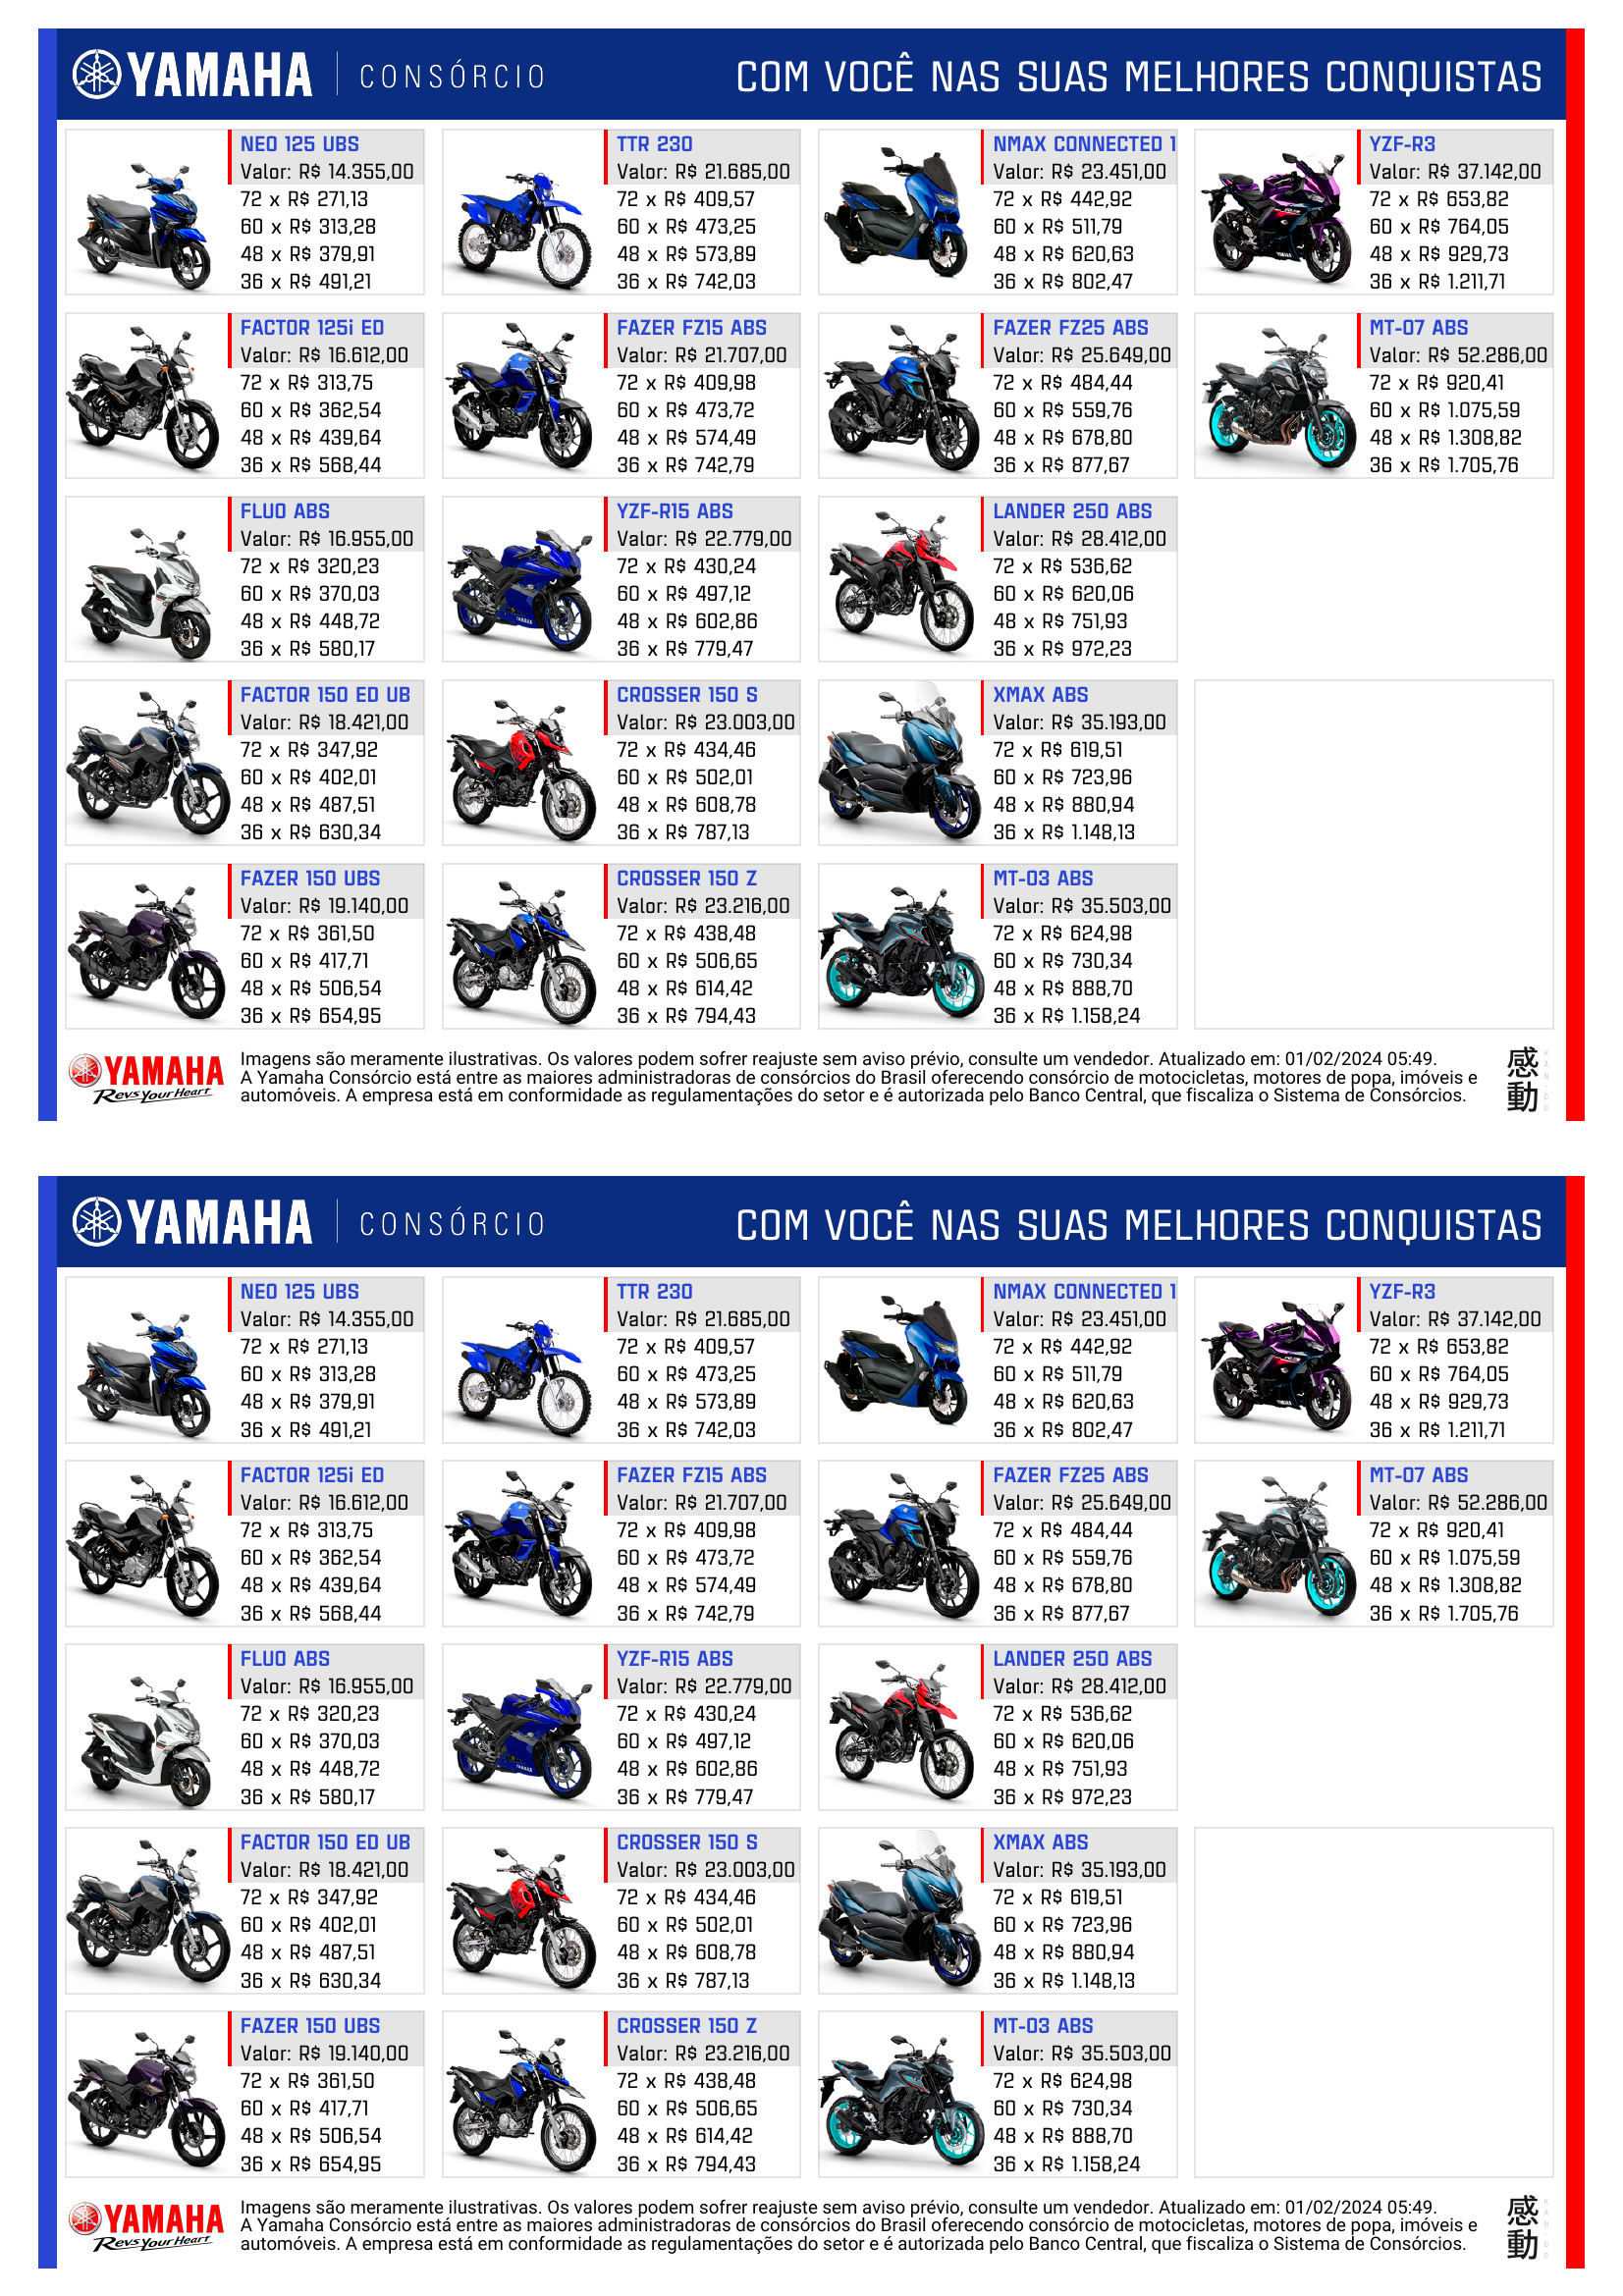 YAMAHA CONSÓRCIO COM VOCÊ NAS SUAS MELHORES CONQUISTAS
NEO 125 UBS
Valor: R$ 14.355,00
72 x R$ 271,13
60 x R$ 313,28
48 x R$ 379,91
36 x R$ 491,21
TTR 230
Valor: R$ 21.685,00
72 x R$ 409,57
60 x R$ 473,25
48 x R$ 573,89
36 x R$ 742,03
NMAX CONNECTED 1
Valor: R$ 23.451,00
72 x R$ 442,92
60 x R$ 511,79
48 x R$ 620,63
36 x R$ 802,47
YZF-R3
Valor: R$ 37.142,00
72 x R$ 653,82
60 x R$ 764,05
48 x R$ 929,73
36 x R$ 1.211,71
FACTOR 125i ED
Valor: R$ 16.612,00
72 x R$ 313,75
60 x R$ 362,54
48 x R$ 439,64
36 x R$ 568,44
FAZER FZ15 ABS
Valor: R$ 21.707,00
72 x R$ 409,98
60 x R$ 473,72
48 x R$ 574,49
36 x R$ 742,79
FAZER FZ25 ABS
Valor: R$ 25.649,00
72 x R$ 484,44
60 x R$ 559,76
48 x R$ 678,80
36 x R$ 877,67
MT-07 ABS
Valor: R$ 52.286,00
72 x R$ 920,41
60 x R$ 1.075,59
48 x R$ 1.308,82
36 x R$ 1.705,76
FLUO ABS
Valor: R$ 16.955,00
72 x R$ 320,23
60 x R$ 370,03
48 x R$ 448,72
36 x R$ 580,17
YZF-R15 ABS
Valor: R$ 22.779,00
72 x R$ 430,24
60 x R$ 497,12
48 x R$ 602,86
36 x R$ 779,47
LANDER 250 ABS
Valor: R$ 28.412,00
72 x R$ 536,62
60 x R$ 620,06
48 x R$ 751,93
36 x R$ 972,23
FACTOR 150 ED UB
Valor: R$ 18.421,00
72 x R$ 347,92
60 x R$ 402,01
48 x R$ 487,51
36 x R$ 630,34
CROSSER 150 S
Valor: R$ 23.003,00
72 x R$ 434,46
60 x R$ 502,01
48 x R$ 608,78
36 x R$ 787,13
XMAX ABS
Valor: R$ 35.193,00
72 x R$ 619,51
60 x R$ 723,96
48 x R$ 880,94
36 x R$ 1.148,13
FAZER 150 UBS
Valor: R$ 19.140,00
72 x R$ 361,50
60 x R$ 417,71
48 x R$ 506,54
36 x R$ 654,95
CROSSER 150 Z
Valor: R$ 23.216,00
72 x R$ 438,48
60 x R$ 506,65
48 x R$ 614,42
36 x R$ 794,43
MT-03 ABS
Valor: R$ 35.503,00
72 x R$ 624,98
60 x R$ 730,34
48 x R$ 888,70
36 x R$ 1.158,24
YAMAHA
Revs Your Heart
Imagens são meramente ilustrativas. Os valores podem sofrer reajuste sem aviso prévio, consulte um vendedor. Atualizado em: 01/02/2024 05:49.
A Yamaha Consórcio está entre as maiores administradoras de consórcios do Brasil oferecendo consórcio de motocicletas, motores de popa, imóveis e
automóveis. A empresa está em conformidade as regulamentações do setor e é autorizada pelo Banco Central, que fiscaliza o Sistema de Consórcios.
感動
YAMAHA CONSÓRCIO COM VOCÊ NAS SUAS MELHORES CONQUISTAS
NEO 125 UBS
Valor: R$ 14.355,00
72 x R$ 271,13
60 x R$ 313,28
48 x R$ 379,91
36 x R$ 491,21
TTR 230
Valor: R$ 21.685,00
72 x R$ 409,57
60 x R$ 473,25
48 x R$ 573,89
36 x R$ 742,03
NMAX CONNECTED 1
Valor: R$ 23.451,00
72 x R$ 442,92
60 x R$ 511,79
48 x R$ 620,63
36 x R$ 802,47
YZF-R3
Valor: R$ 37.142,00
72 x R$ 653,82
60 x R$ 764,05
48 x R$ 929,73
36 x R$ 1.211,71
FACTOR 125i ED
Valor: R$ 16.612,00
72 x R$ 313,75
60 x R$ 362,54
48 x R$ 439,64
36 x R$ 568,44
FAZER FZ15 ABS
Valor: R$ 21.707,00
72 x R$ 409,98
60 x R$ 473,72
48 x R$ 574,49
36 x R$ 742,79
FAZER FZ25 ABS
Valor: R$ 25.649,00
72 x R$ 484,44
60 x R$ 559,76
48 x R$ 678,80
36 x R$ 877,67
MT-07 ABS
Valor: R$ 52.286,00
72 x R$ 920,41
60 x R$ 1.075,59
48 x R$ 1.308,82
36 x R$ 1.705,76
FLUO ABS
Valor: R$ 16.955,00
72 x R$ 320,23
60 x R$ 370,03
48 x R$ 448,72
36 x R$ 580,17
YZF-R15 ABS
Valor: R$ 22.779,00
72 x R$ 430,24
60 x R$ 497,12
48 x R$ 602,86
36 x R$ 779,47
LANDER 250 ABS
Valor: R$ 28.412,00
72 x R$ 536,62
60 x R$ 620,06
48 x R$ 751,93
36 x R$ 972,23
FACTOR 150 ED UB
Valor: R$ 18.421,00
72 x R$ 347,92
60 x R$ 402,01
48 x R$ 487,51
36 x R$ 630,34
CROSSER 150 S
Valor: R$ 23.003,00
72 x R$ 434,46
60 x R$ 502,01
48 x R$ 608,78
36 x R$ 787,13
XMAX ABS
Valor: R$ 35.193,00
72 x R$ 619,51
60 x R$ 723,96
48 x R$ 880,94
36 x R$ 1.148,13
FAZER 150 UBS
Valor: R$ 19.140,00
72 x R$ 361,50
60 x R$ 417,71
48 x R$ 506,54
36 x R$ 654,95
CROSSER 150 Z
Valor: R$ 23.216,00
72 x R$ 438,48
60 x R$ 506,65
48 x R$ 614,42
36 x R$ 794,43
MT-03 ABS
Valor: R$ 35.503,00
72 x R$ 624,98
60 x R$ 730,34
48 x R$ 888,70
36 x R$ 1.158,24
YAMAHA
Revs Your Heart
Imagens são meramente ilustrativas. Os valores podem sofrer reajuste sem aviso prévio, consulte um vendedor. Atualizado em: 01/02/2024 05:49.
A Yamaha Consórcio está entre as maiores administradoras de consórcios do Brasil oferecendo consórcio de motocicletas, motores de popa, imóveis e
automóveis. A empresa está em conformidade as regulamentações do setor e é autorizada pelo Banco Central, que fiscaliza o Sistema de Consórcios.
感動